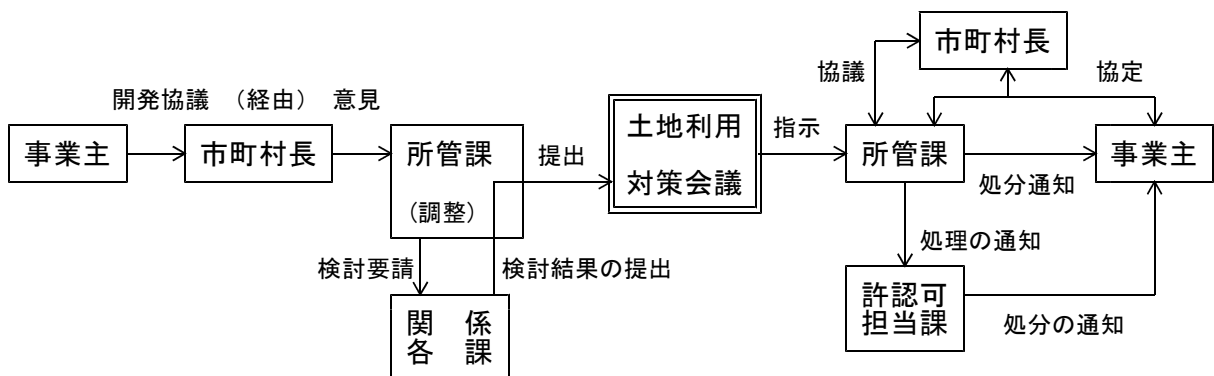 市町村長
協議
協定
開発協議 (経由) 意見
事業主
市町村長
所管課
(調整)
提出
土地利用
対策会議
指示
所管課
処分通知
事業主
処理の通知
検討要請
検討結果の提出
関 係
各 課
許認可
担当課
処分の通知